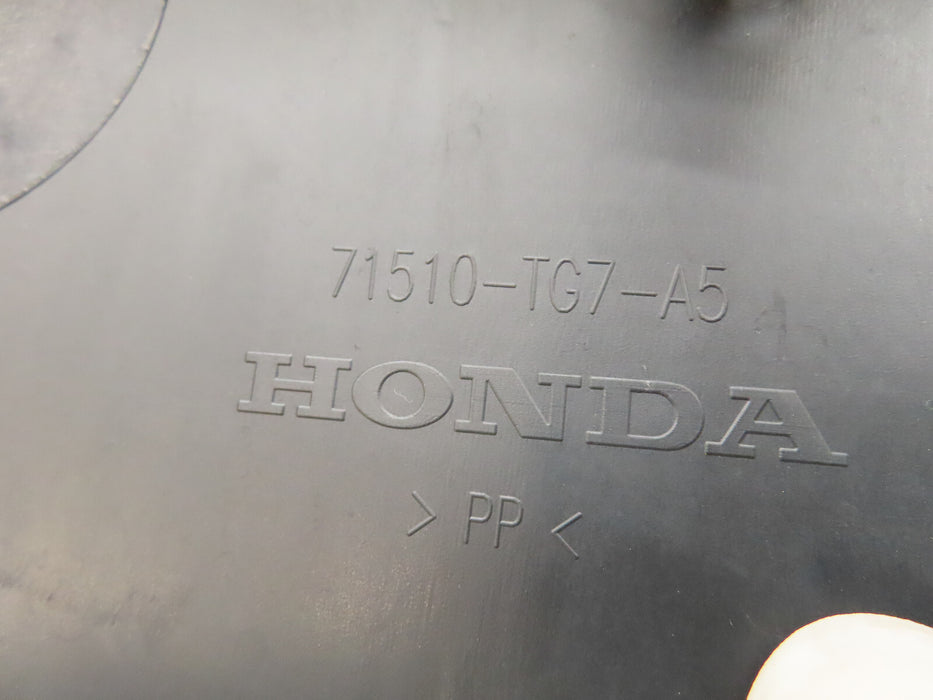 71510-TG7-A5
HONDA
> PP <